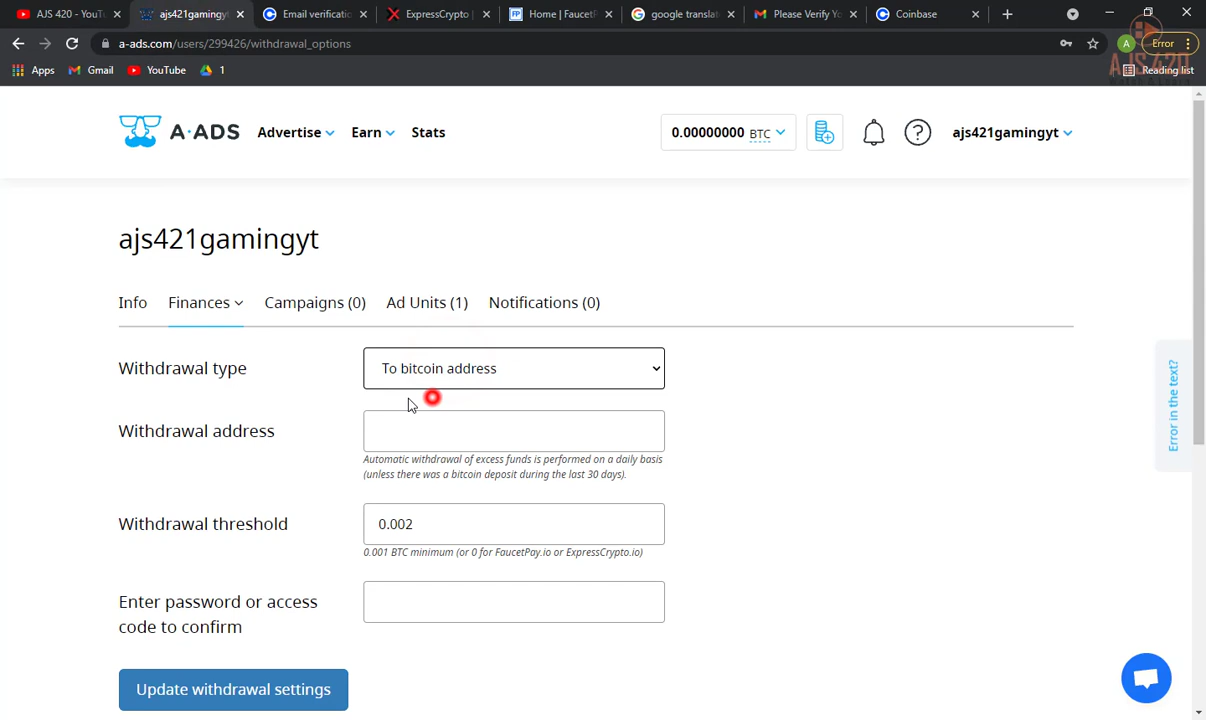 AJS 420 - YouTu
ajs421gamingyt
Email verificatio
ExpressCrypto |
Home | FaucetP
google translat
Please Verify Yo
Coinbase
a-ads.com/users/299426/withdrawal_options
A
Error
Apps
Gmail
YouTube
1
Reading list
AJS 420
A-ADS
Advertise
Earn
Stats
0.00000000 BTC
ajs421gamingyt
ajs421gamingyt
Info
Finances
Campaigns (0)
Ad Units (1)
Notifications (0)
Withdrawal type
To bitcoin address
Withdrawal address
Automatic withdrawal of excess funds is performed on a daily basis
(unless there was a bitcoin deposit during the last 30 days).
Withdrawal threshold
0.002
0.001 BTC minimum (or 0 for FaucetPay.io or ExpressCrypto.io)
Enter password or access
code to confirm
Update withdrawal settings
Error in the text?